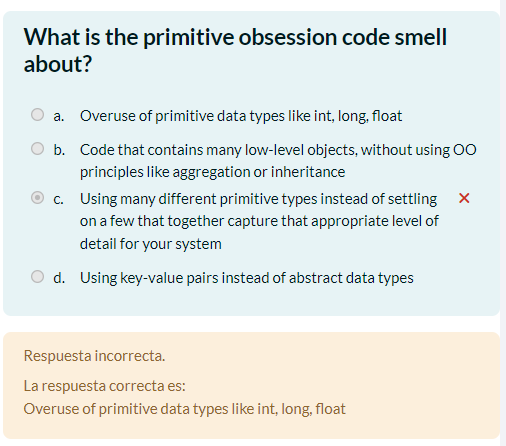 What is the primitive obsession code smell
about?
a. Overuse of primitive data types like int, long, float
b. Code that contains many low-level objects, without using OO
principles like aggregation or inheritance
c. Using many different primitive types instead of settling
on a few that together capture that appropriate level of
detail for your system
d. Using key-value pairs instead of abstract data types
Respuesta incorrecta.
La respuesta correcta es:
Overuse of primitive data types like int, long, float